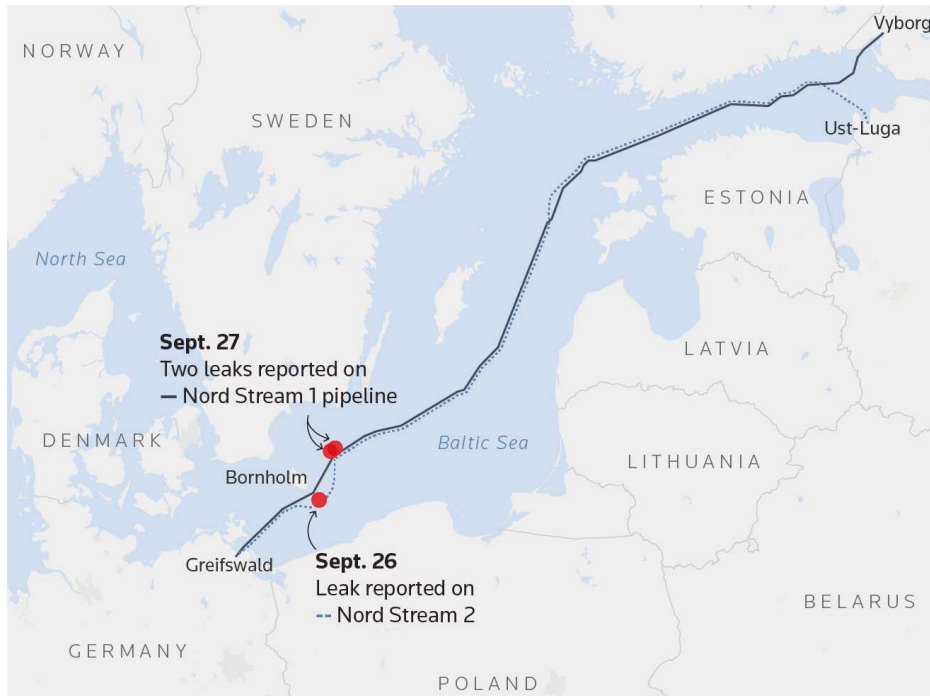 Vyborg
NORWAY
SWEDEN
Ust-Luga
ESTONIA
North Sea
Sept. 27
Two leaks reported on
Nord Stream 1 pipeline
LATVIA
DENMARK
Baltic Sea
LITHUANIA
Bornholm
Greifswald
Sept. 26
Leak reported on
Nord Stream 2
BELARUS
GERMANY
POLAND